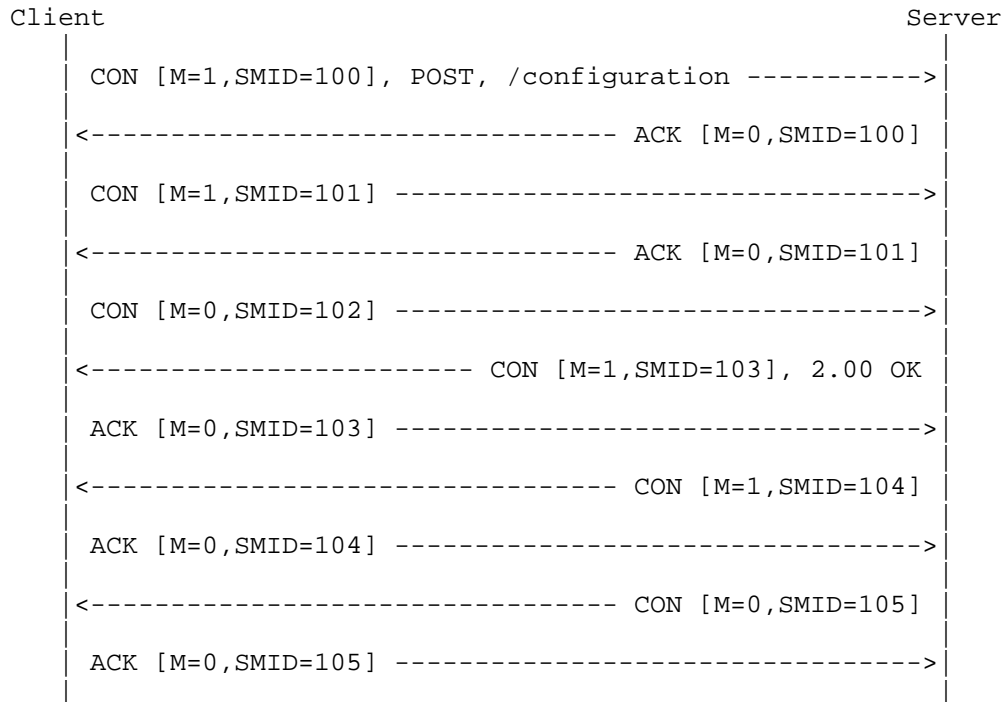 Client                                                  Server
CON [M=1,SMID=100], POST, /configuration ----------->
<--------------------------------- ACK [M=0,SMID=100]
CON [M=1,SMID=101] --------------------------------->
<--------------------------------- ACK [M=0,SMID=101]
CON [M=0,SMID=102] --------------------------------->
<------------------------ CON [M=1,SMID=103], 2.00 OK
ACK [M=0,SMID=103] --------------------------------->
<--------------------------------- CON [M=1,SMID=104]
ACK [M=0,SMID=104] --------------------------------->
<--------------------------------- CON [M=0,SMID=105]
ACK [M=0,SMID=105] --------------------------------->